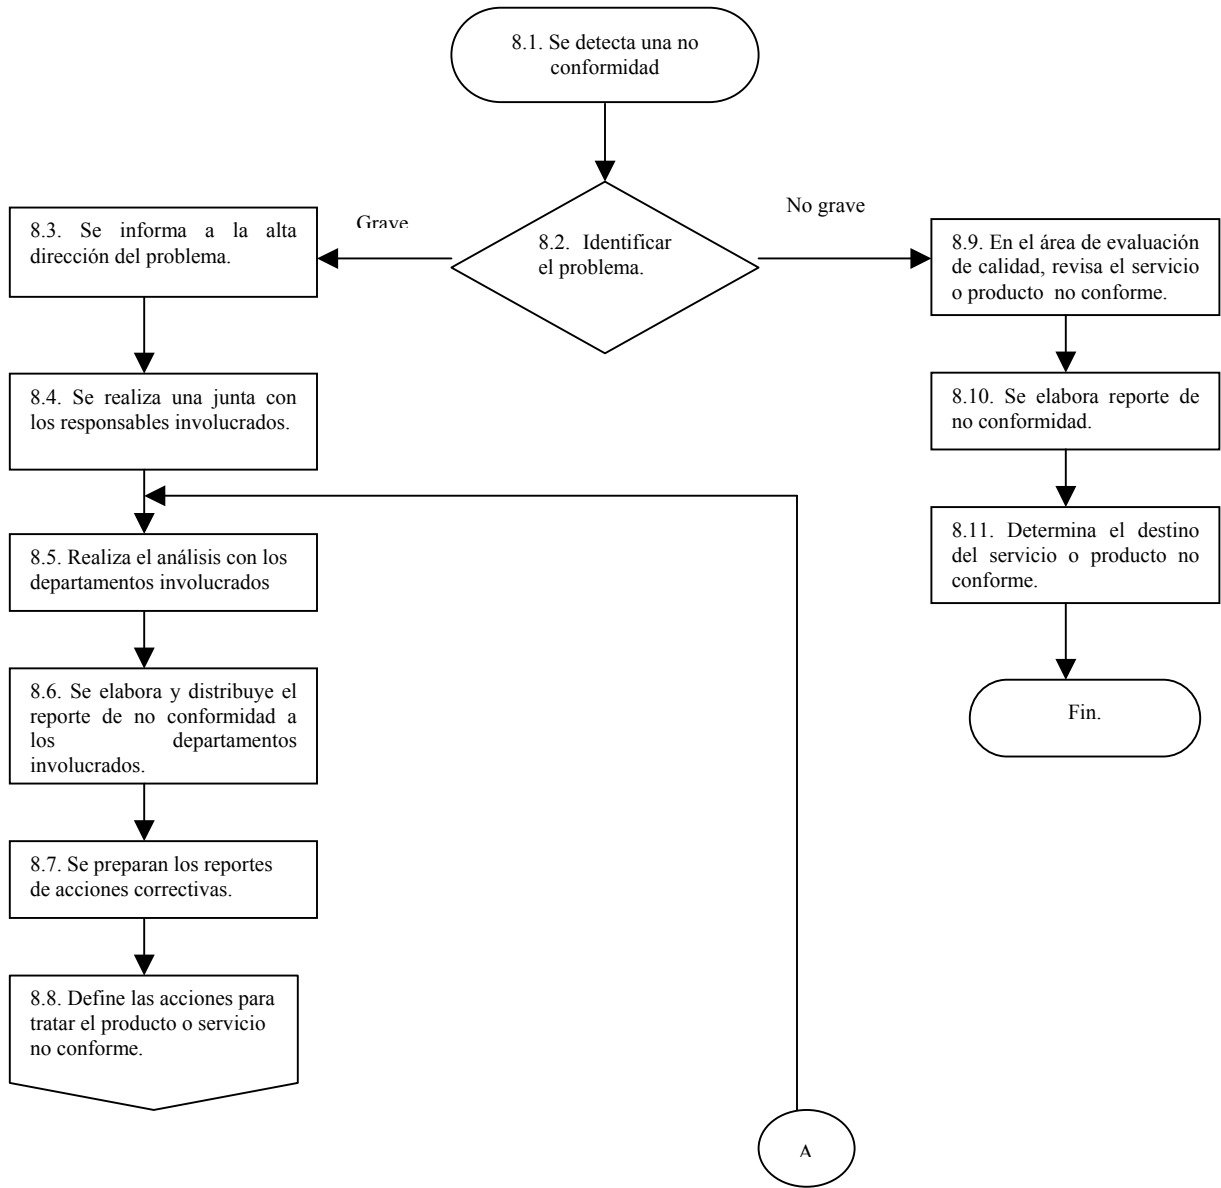 8.1. Se detecta una no
conformidad
8.2. Identificar
el problema.
Grave
No grave
8.3. Se informa a la alta
dirección del problema.
8.4. Se realiza una junta con
los responsables involucrados.
8.5. Realiza el análisis con los
departamentos involucrados
8.6. Se elabora y distribuye el
reporte de no conformidad a
los departamentos
involucrados.
8.7. Se preparan los reportes
de acciones correctivas.
8.8. Define las acciones para
tratar el producto o servicio
no conforme.
8.9. En el área de evaluación
de calidad, revisa el servicio
o producto no conforme.
8.10. Se elabora reporte de
no conformidad.
8.11. Determina el destino
del servicio o producto no
conforme.
Fin.
A